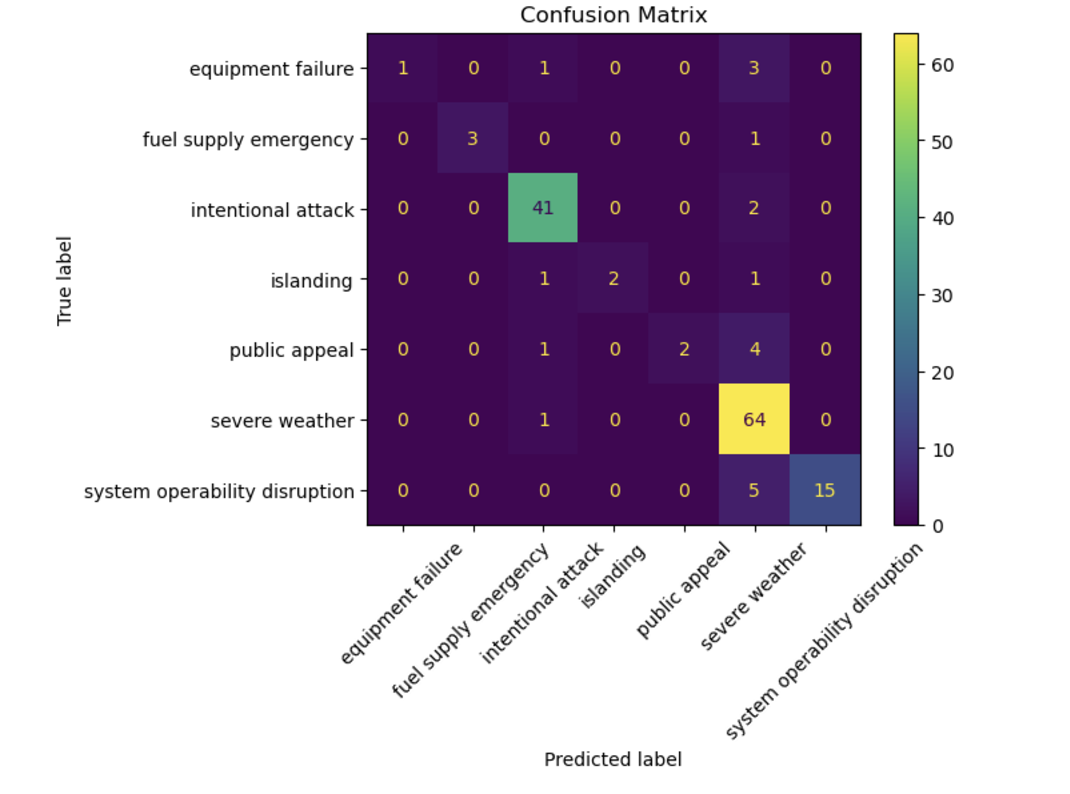 Confusion Matrix
equipment failure 1 0 1 0 0 3 0
fuel supply emergency 0 3 0 0 0 1 0
intentional attack 0 0 41 0 0 2 0
islanding 0 0 1 2 0 1 0
public appeal 0 0 1 0 2 4 0
severe weather 0 0 1 0 0 64 0
system operability disruption 0 0 0 0 0 5 15
True label
equipment failure
fuel supply emergency
intentional attack
islanding
public appeal
severe weather
system operability disruption
Predicted label
60
50
40
30
20
10
0